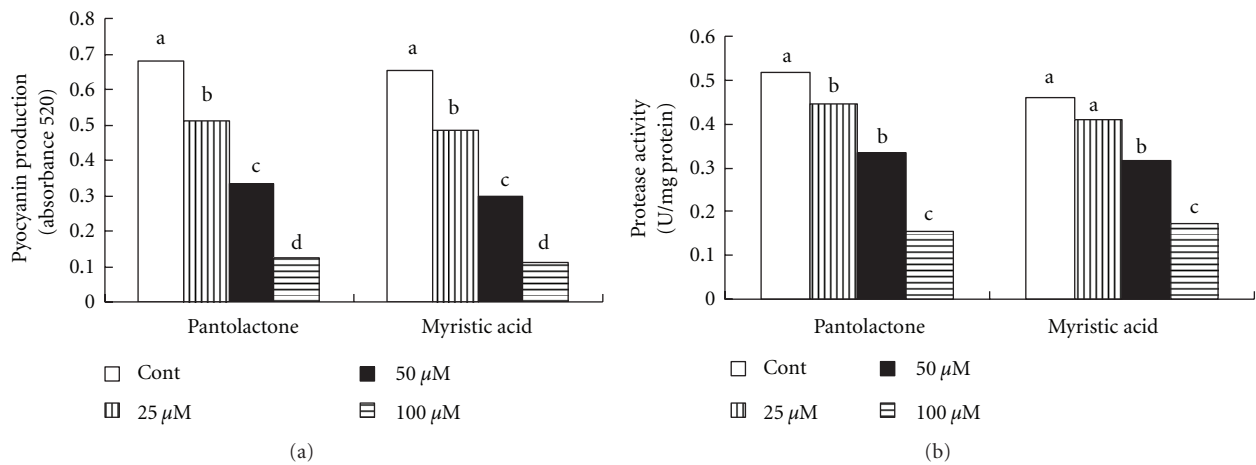 Pyocyanin production
(absorbance 520)
0.8
0.7
0.6
0.5
0.4
0.3
0.2
0.1
0
a
b
c
d
a
b
c
d
Pantolactone
Myristic acid
Cont
50 µM
25 µM
100 µM
(a)
Protease activity
(U/mg protein)
0.6
0.5
0.4
0.3
0.2
0.1
0
a
b
b
c
a
a
b
c
Pantolactone
Myristic acid
Cont
50 µM
25 µM
100 µM
(b)